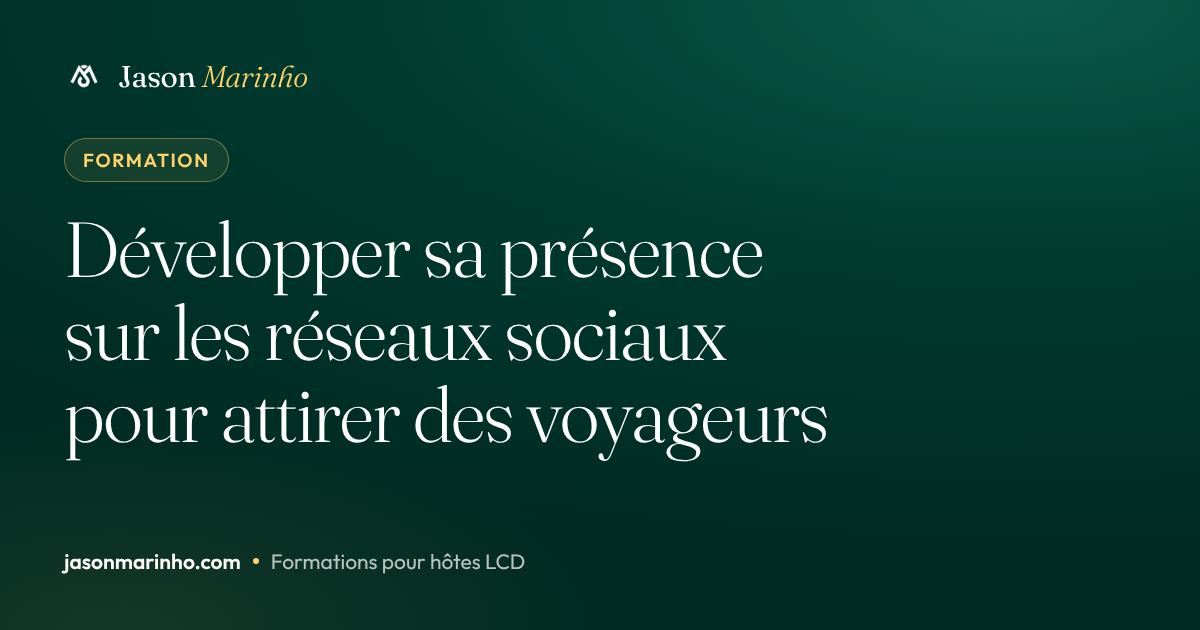 Jason Marinho
FORMATION
Développer sa présence
sur les réseaux sociaux
pour attirer des voyageurs
jasonmarinho.com • Formations pour hôtes LCD